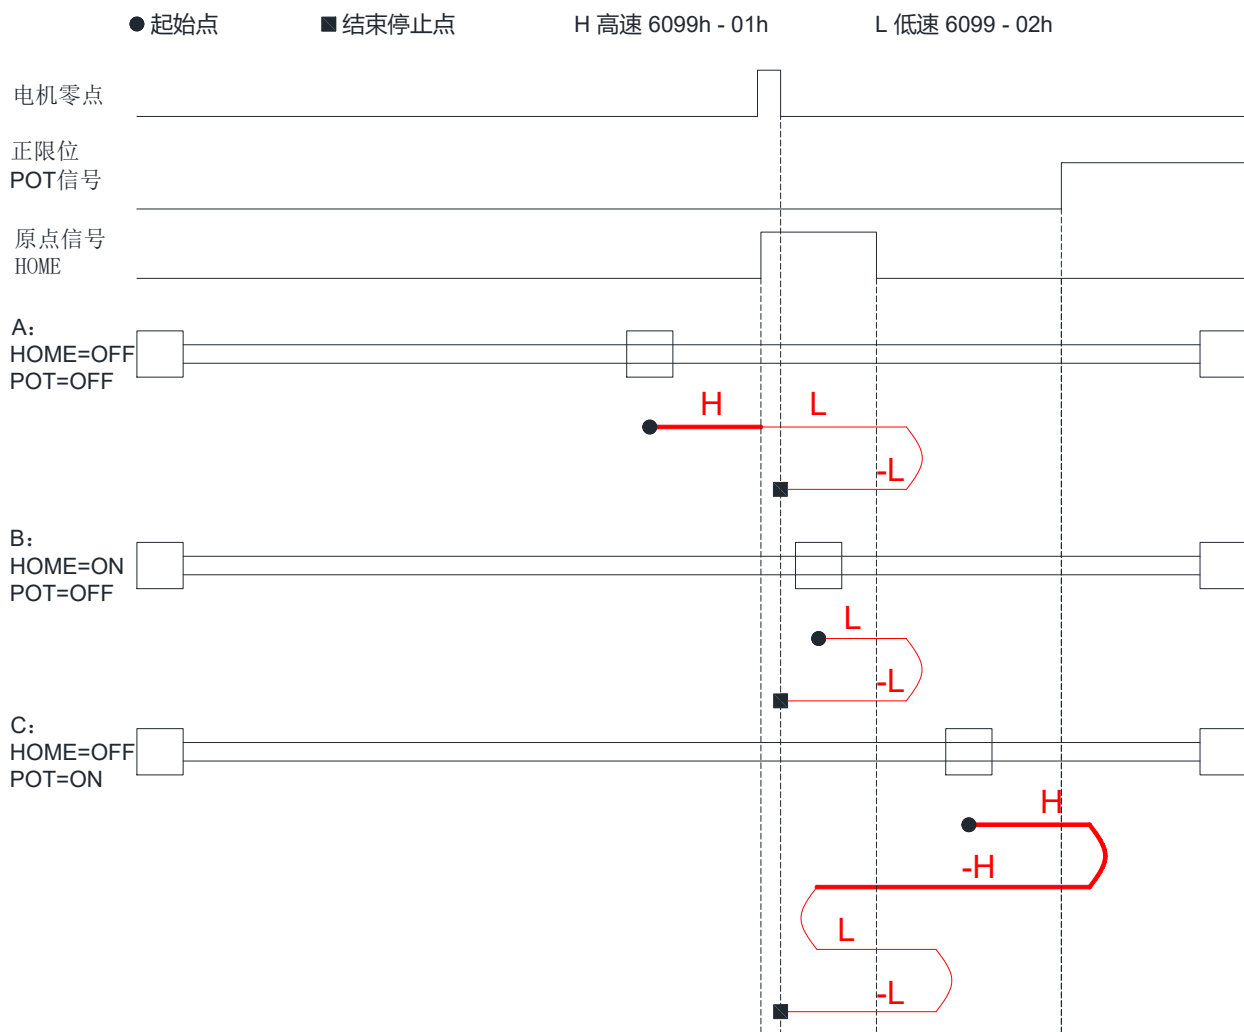 起始点 结束停止点 H 高速 6099h - 01h L 低速 6099 - 02h
电机零点
正限位
POT信号
原点信号
HOME
A：
HOME=OFF
POT=OFF
H L
-L
B：
HOME=ON
POT=OFF
L
-L
C：
HOME=OFF
POT=ON
H
-H
L
-L